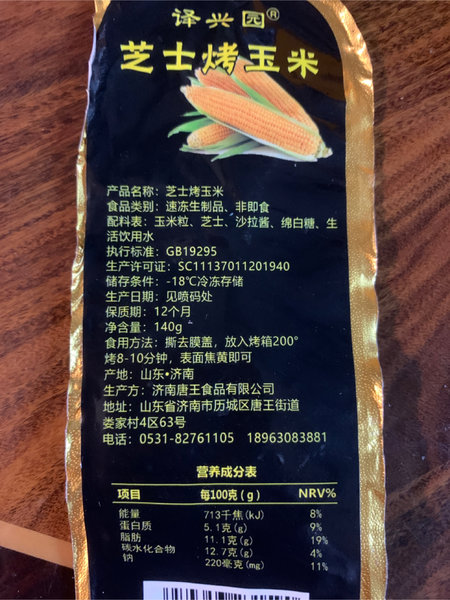 译兴园®
芝士烤玉米
产品名称：芝士烤玉米
食品类别：速冻生制品、非即食
配料表：玉米粒、芝士、沙拉酱、绵白糖、生
活饮用水
执行标准：GB19295
生产许可证：SC11137011201940
储存条件：-18℃冷冻存储
生产日期：见喷码处
保质期：12个月
净含量：140g
食用方法：撕去膜盖，放入烤箱200°
烤8-10分钟，表面焦黄即可
产地：山东•济南
生产方：济南唐王食品有限公司
地址：山东省济南市历城区唐王街道
娄家村4区63号
电话：0531-82761105 18963083881
营养成分表
项目 每100克(g) NRV%
能量 713千焦(kJ) 8%
蛋白质 5.1克(g) 9%
脂肪 11.1克(g) 19%
碳水化合物 12.7克(g) 4%
钠 220毫克(mg) 11%